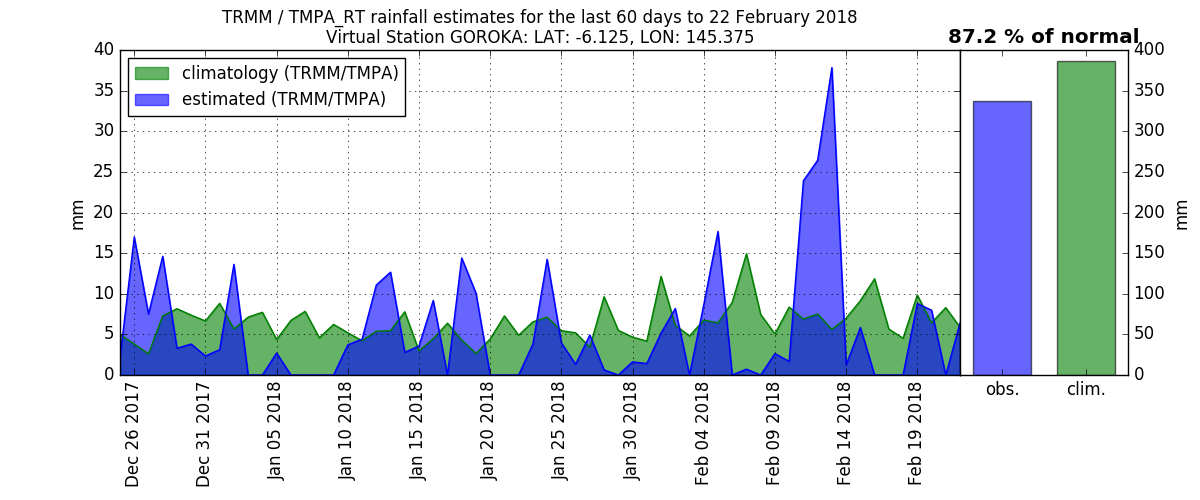 TRMM / TMPA_RT rainfall estimates for the last 60 days to 22 February 2018
Virtual Station GOROKA: LAT: -6.125, LON: 145.375
87.2 % of normal
climatology (TRMM/TMPA)
estimated (TRMM/TMPA)
40
35
30
25
20
15
10
5
0
mm
400
350
300
250
200
150
100
50
0
mm
Dec 26 2017
Dec 31 2017
Jan 05 2018
Jan 10 2018
Jan 15 2018
Jan 20 2018
Jan 25 2018
Jan 30 2018
Feb 04 2018
Feb 09 2018
Feb 14 2018
Feb 19 2018
obs.
clim.